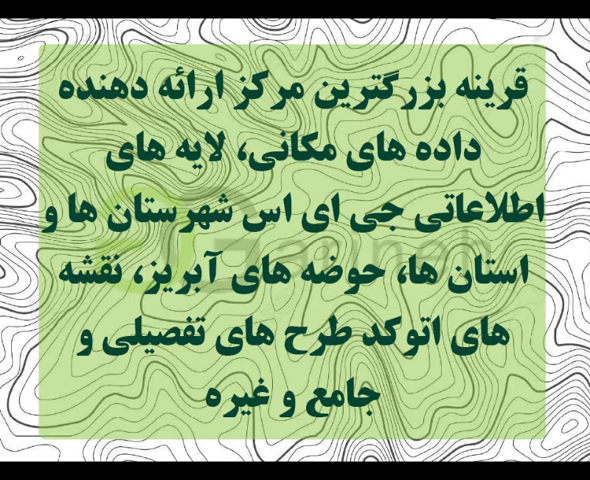 قرینه بزرگترین مرکز ارائه دهنده
داده های مکانی، لایه های
اطلاعاتی جی ای اس شهرستان ها و
استان ها، حوضه های آبریز، نقشه
های اتوکد طرح های تفصیلی و
جامع و غیره
Garineh